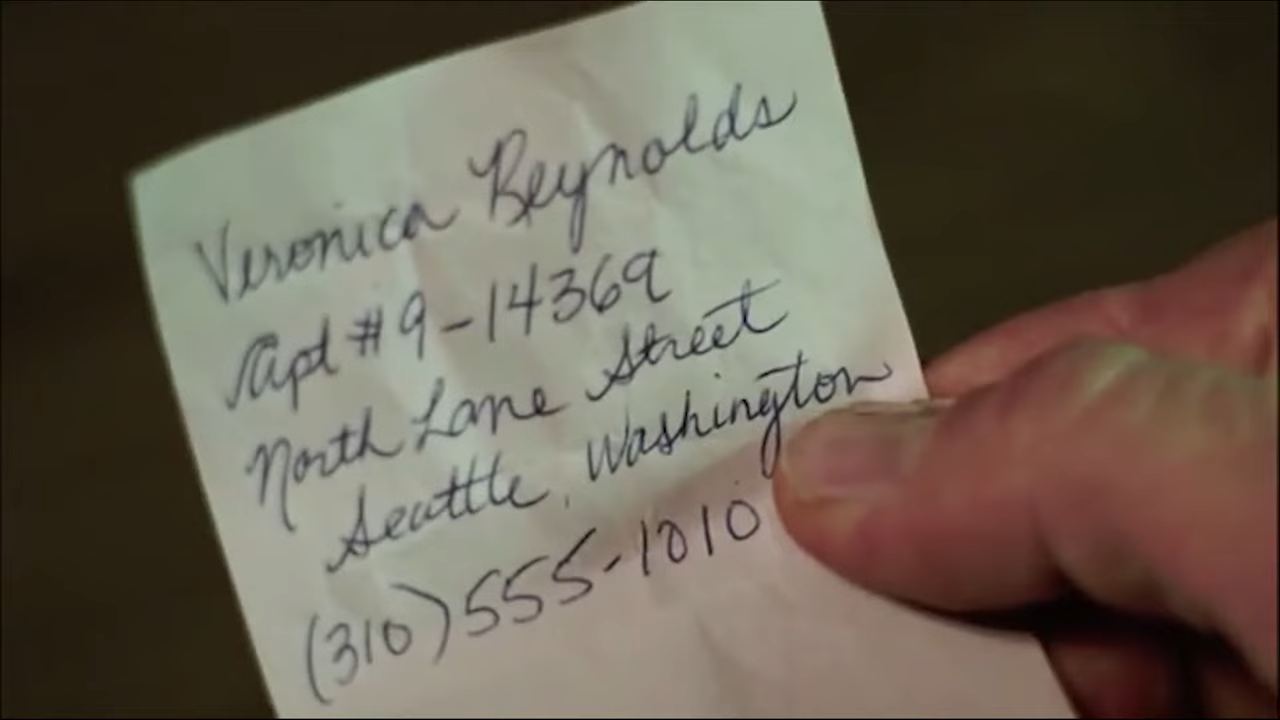 Veronica Reynolds
Apt # 9-14369
North Lane Street
Seattle, Washington
(310) 555-1010